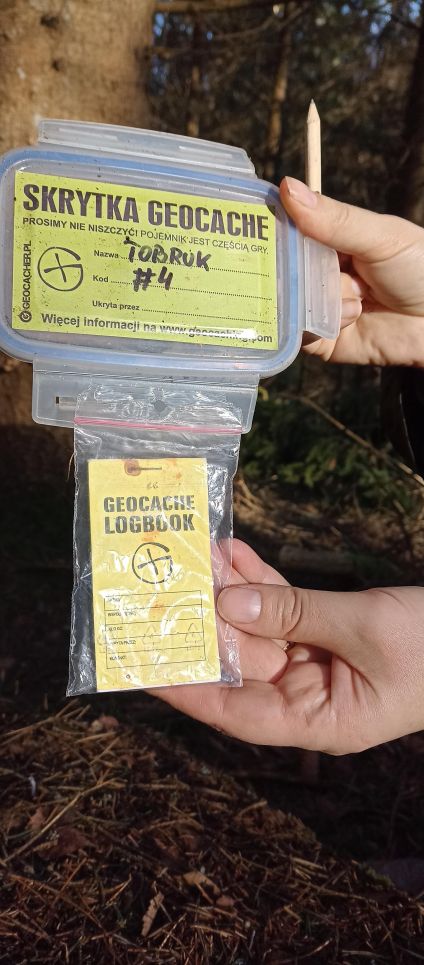 SKRYTKA GEOCACHE
PROSIMY NIE NISZCZYĆ! POJEMNIK JEST CZĘŚCIĄ GRY.
Nazwa TOBRUK
Kod #4
Ukryta przez
GEOCACHER.PL
Więcej informacji na www.geocaching.com
GEOCACHE
LOGBOOK